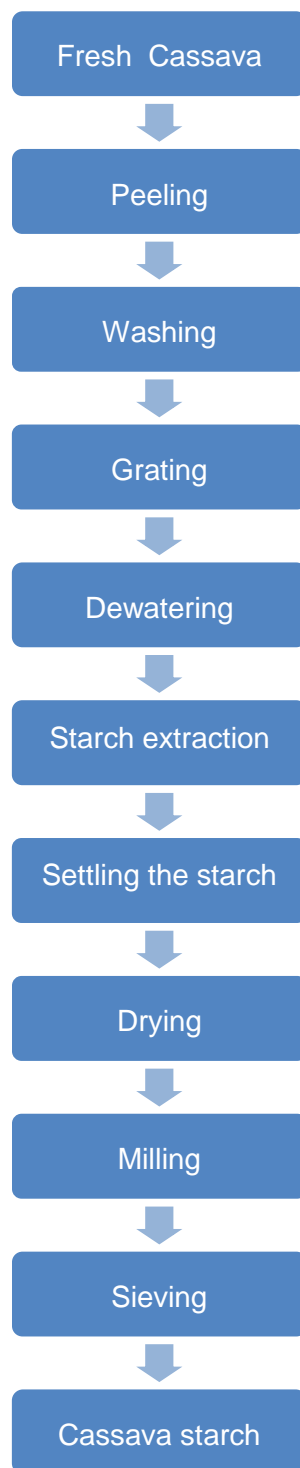 Fresh Cassava
Peeling
Washing
Grating
Dewatering
Starch extraction
Settling the starch
Drying
Milling
Sieving
Cassava starch